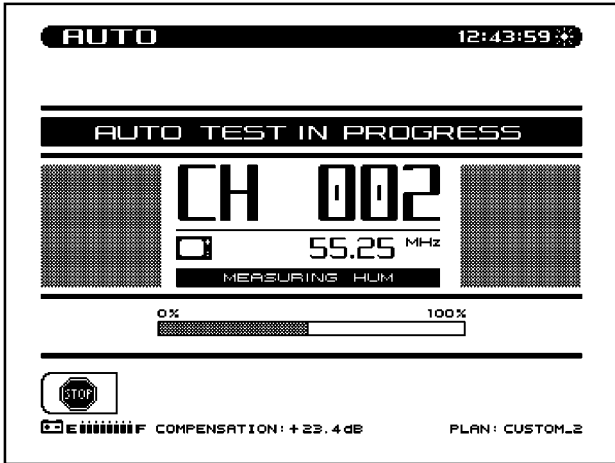 AUTO 12:43:59
AUTO TEST IN PROGRESS
CH 002
55.25 MHz
MEASURING HUM
0% 100%
STOP
E F COMPENSATION:+23.4dB PLAN: CUSTOM_2